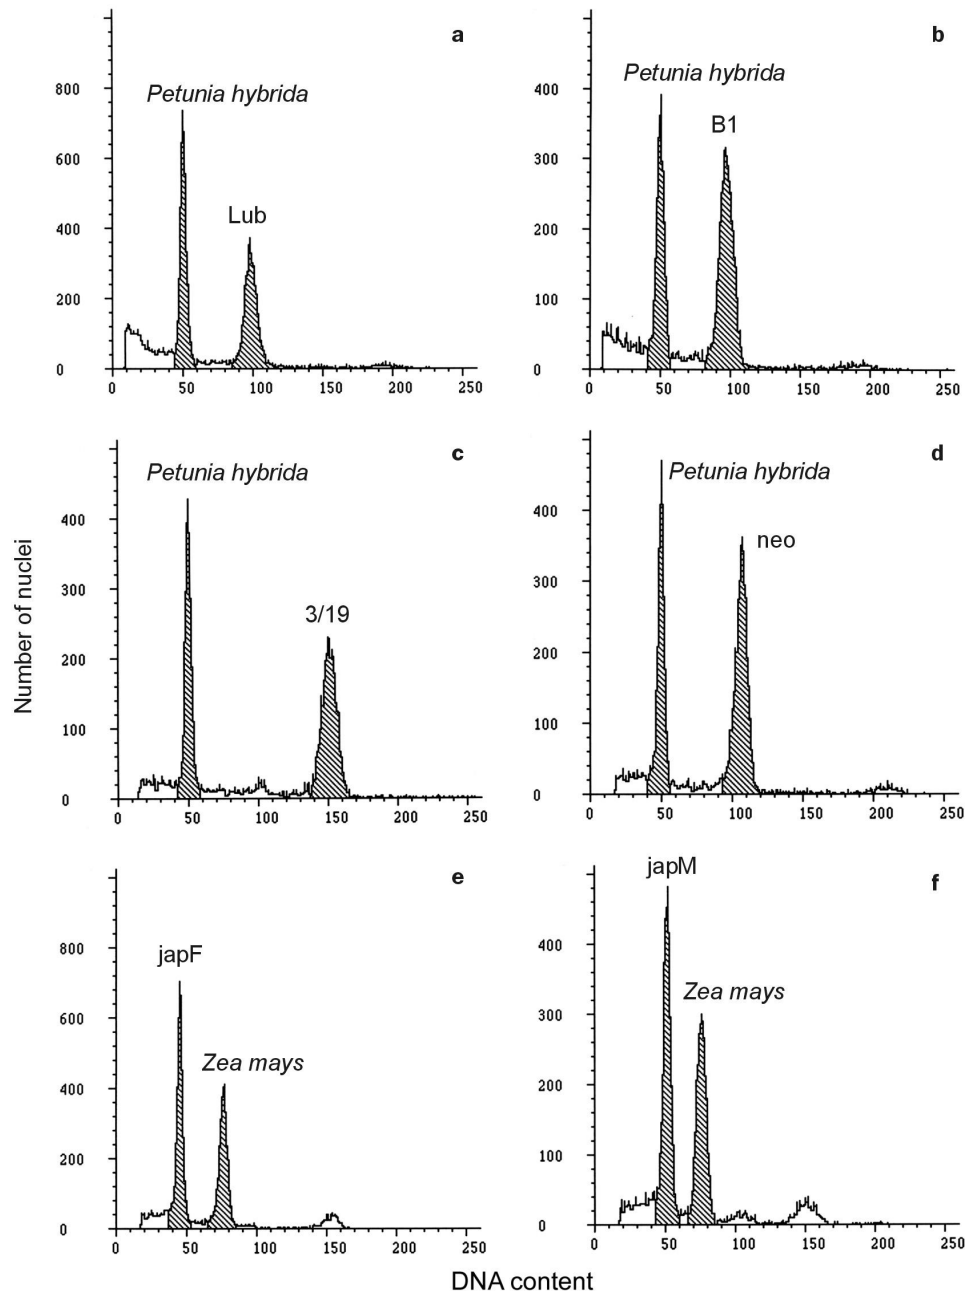 a
Petunia hybrida
Lub
800
600
400
200
0
0 50 100 150 200 250
b
Petunia hybrida
B1
400
300
200
100
0
0 50 100 150 200 250
c
Petunia hybrida
3/19
400
300
200
100
0
0 50 100 150 200 250
d
Petunia hybrida
neo
400
300
200
100
0
0 50 100 150 200 250
Number of nuclei
e
japF
Zea mays
800
600
400
200
0
0 50 100 150 200 250
f
japM
Zea mays
400
300
200
100
0
0 50 100 150 200 250
DNA content